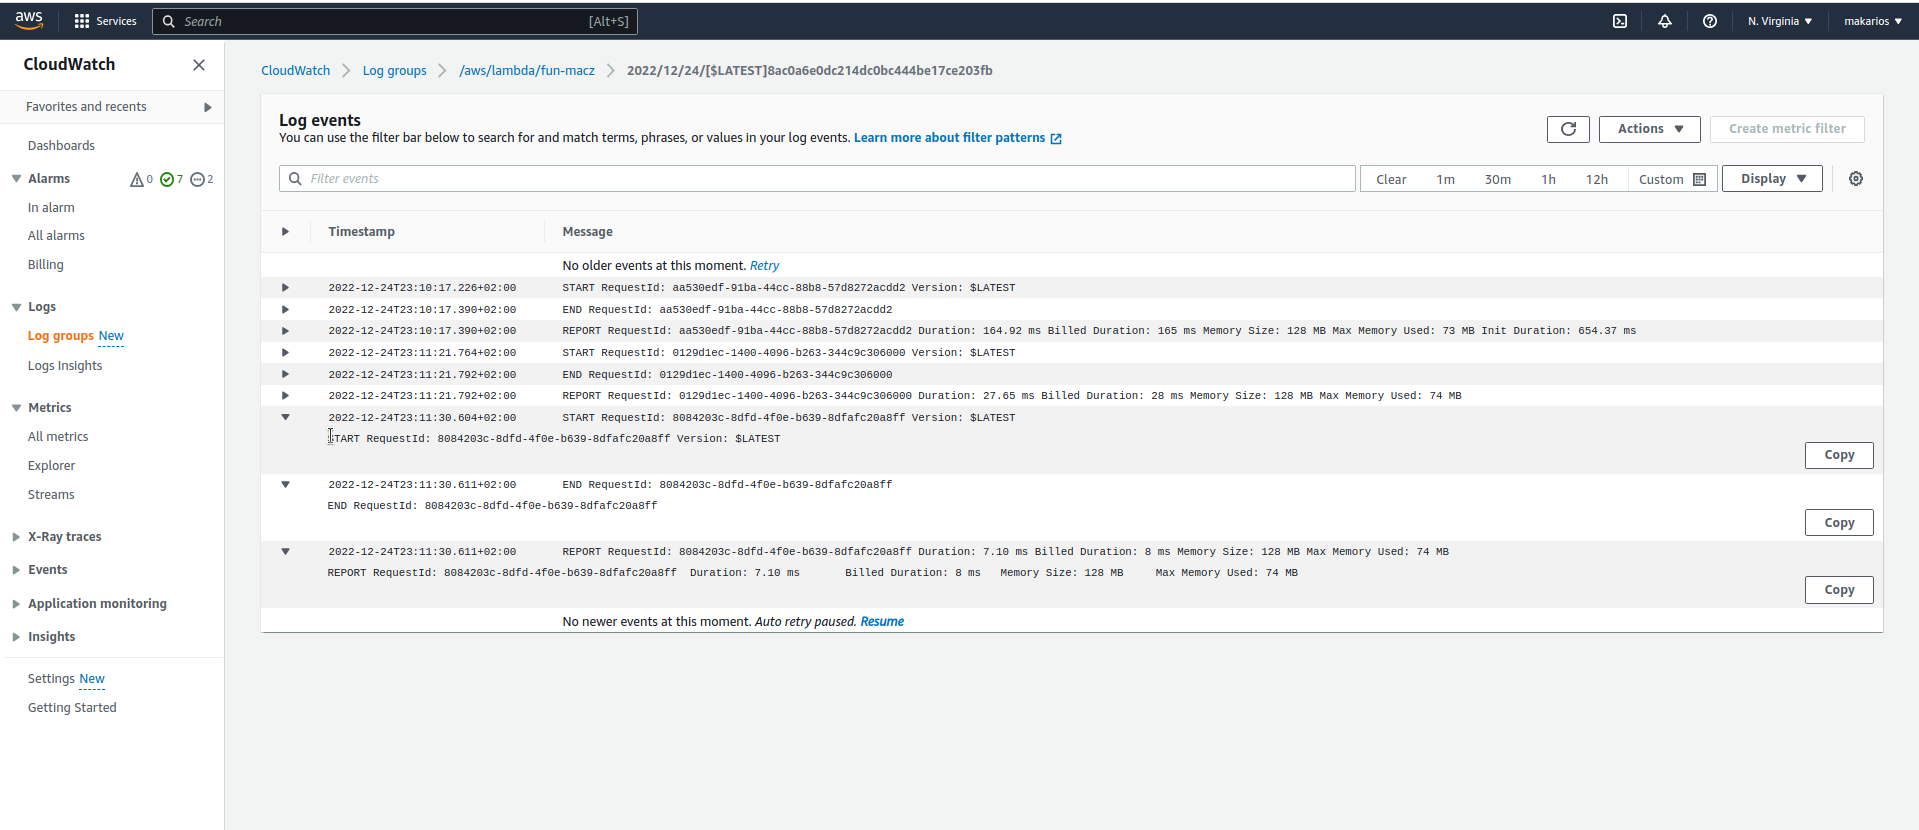 aws Services Search [Alt+S] N. Virginia makarios
CloudWatch
Favorites and recents
Dashboards
Alarms 0 7 2
In alarm
All alarms
Billing
Logs
Log groups New
Logs Insights
Metrics
All metrics
Explorer
Streams
X-Ray traces
Events
Application monitoring
Insights
Settings New
Getting Started
CloudWatch Log groups /aws/lambda/fun-macz 2022/12/24/[$LATEST]8ac0a6e0dc214dc0bc444be17ce203fb
Log events
You can use the filter bar below to search for and match terms, phrases, or values in your log events. Learn more about filter patterns
Actions Create metric filter
Filter events Clear 1m 30m 1h 12h Custom Display
Timestamp Message
No older events at this moment. Retry
2022-12-24T23:10:17.226+02:00 START RequestId: aa530edf-91ba-44cc-88b8-57d8272acdd2 Version: $LATEST
2022-12-24T23:10:17.390+02:00 END RequestId: aa530edf-91ba-44cc-88b8-57d8272acdd2
2022-12-24T23:10:17.390+02:00 REPORT RequestId: aa530edf-91ba-44cc-88b8-57d8272acdd2 Duration: 164.92 ms Billed Duration: 165 ms Memory Size: 128 MB Max Memory Used: 73 MB Init Duration: 654.37 ms
2022-12-24T23:11:21.764+02:00 START RequestId: 0129d1ec-1400-4096-b263-344c9c306000 Version: $LATEST
2022-12-24T23:11:21.792+02:00 END RequestId: 0129d1ec-1400-4096-b263-344c9c306000
2022-12-24T23:11:21.792+02:00 REPORT RequestId: 0129d1ec-1400-4096-b263-344c9c306000 Duration: 27.65 ms Billed Duration: 28 ms Memory Size: 128 MB Max Memory Used: 74 MB
2022-12-24T23:11:30.604+02:00 START RequestId: 8084203c-8dfd-4f0e-b639-8dfafc20a8ff Version: $LATEST
START RequestId: 8084203c-8dfd-4f0e-b639-8dfafc20a8ff Version: $LATEST
Copy
2022-12-24T23:11:30.611+02:00 END RequestId: 8084203c-8dfd-4f0e-b639-8dfafc20a8ff
END RequestId: 8084203c-8dfd-4f0e-b639-8dfafc20a8ff
Copy
2022-12-24T23:11:30.611+02:00 REPORT RequestId: 8084203c-8dfd-4f0e-b639-8dfafc20a8ff Duration: 7.10 ms Billed Duration: 8 ms Memory Size: 128 MB Max Memory Used: 74 MB
REPORT RequestId: 8084203c-8dfd-4f0e-b639-8dfafc20a8ff Duration: 7.10 ms Billed Duration: 8 ms Memory Size: 128 MB Max Memory Used: 74 MB
Copy
No newer events at this moment. Auto retry paused. Resume